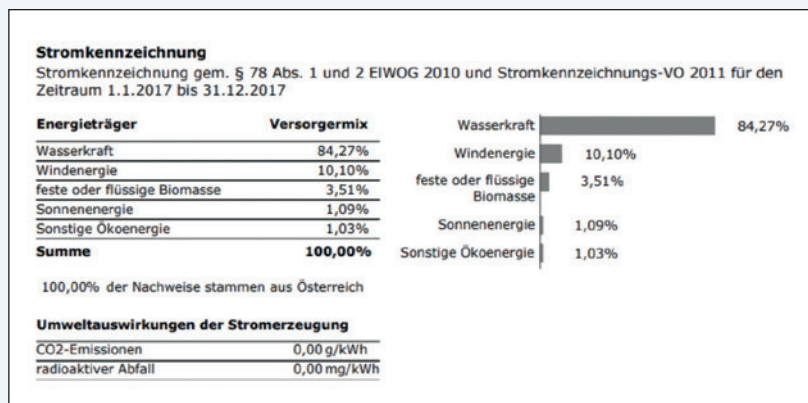 Stromkennzeichnung
Stromkennzeichnung gem. § 78 Abs. 1 und 2 ElWOG 2010 und Stromkennzeichnungs-VO 2011 für den
Zeitraum 1.1.2017 bis 31.12.2017
Energieträger Versorgermix
Wasserkraft 84,27%
Windenergie 10,10%
feste oder flüssige Biomasse 3,51%
Sonnenenergie 1,09%
Sonstige Ökoenergie 1,03%
Summe 100,00%
100,00% der Nachweise stammen aus Österreich
Umweltauswirkungen der Stromerzeugung
CO2-Emissionen 0,00 g/kWh
radioaktiver Abfall 0,00 mg/kWh
Wasserkraft 84,27%
Windenergie 10,10%
feste oder flüssige
Biomasse 3,51%
Sonnenenergie 1,09%
Sonstige Ökoenergie 1,03%